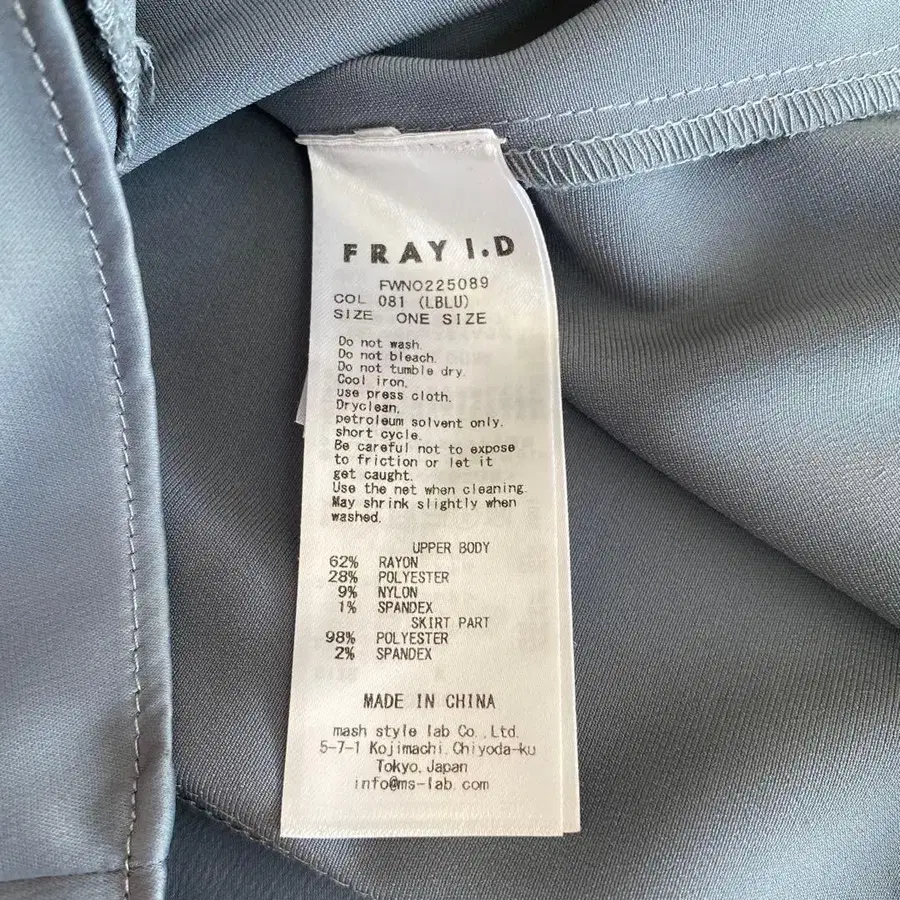 FRAY I.D
FWNO225089
COL 081 (LBLU)
SIZE ONE SIZE
Do not wash.
Do not bleach.
Do not tumble dry.
Cool iron,
use press cloth.
Dryclean,
petroleum solvent only.
short cycle.
Be careful not to expose
to friction or let it
get caught.
Use the net when cleaning.
May shrink slightly when
washed.
UPPER BODY
62% RAYON
28% POLYESTER
9% NYLON
1% SPANDEX
SKIRT PART
98% POLYESTER
2% SPANDEX
MADE IN CHINA
mash style lab Co.,Ltd.
5-7-1 Kojimachi,Chiyoda-ku
Tokyo,Japan
info@ms-lab.com